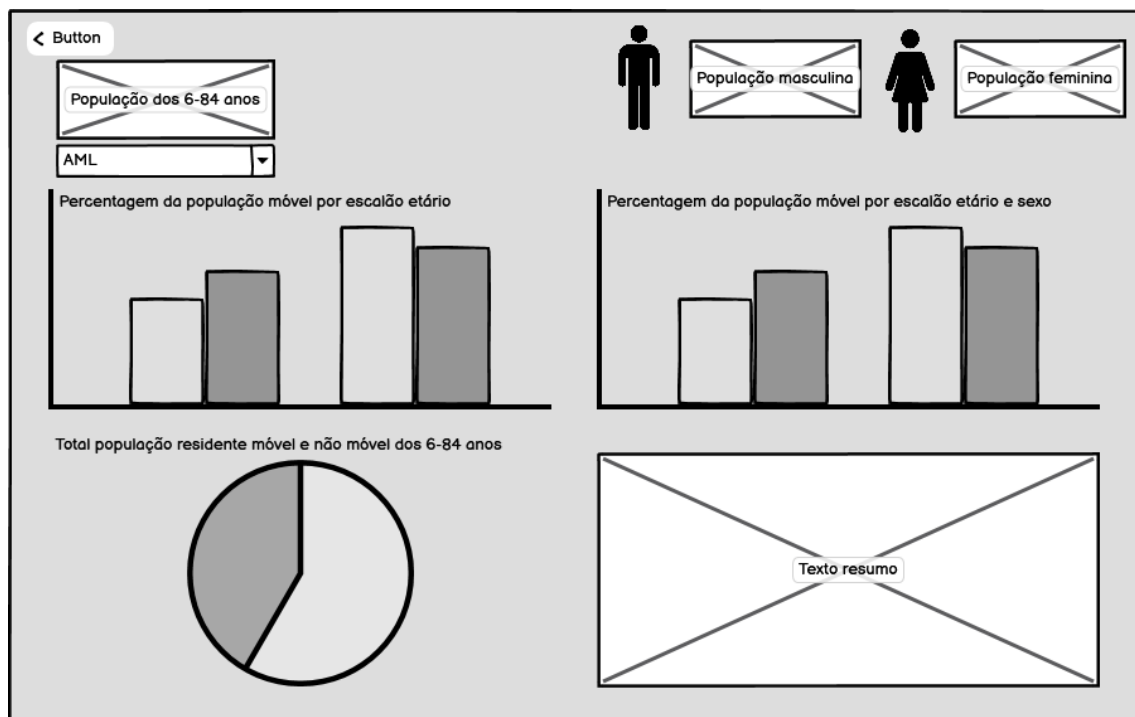 Button
População dos 6-84 anos
População masculina
População feminina
AML
Percentagem da população móvel por escalão etário
Percentagem da população móvel por escalão etário e sexo
Total população residente móvel e não móvel dos 6-84 anos
Texto resumo